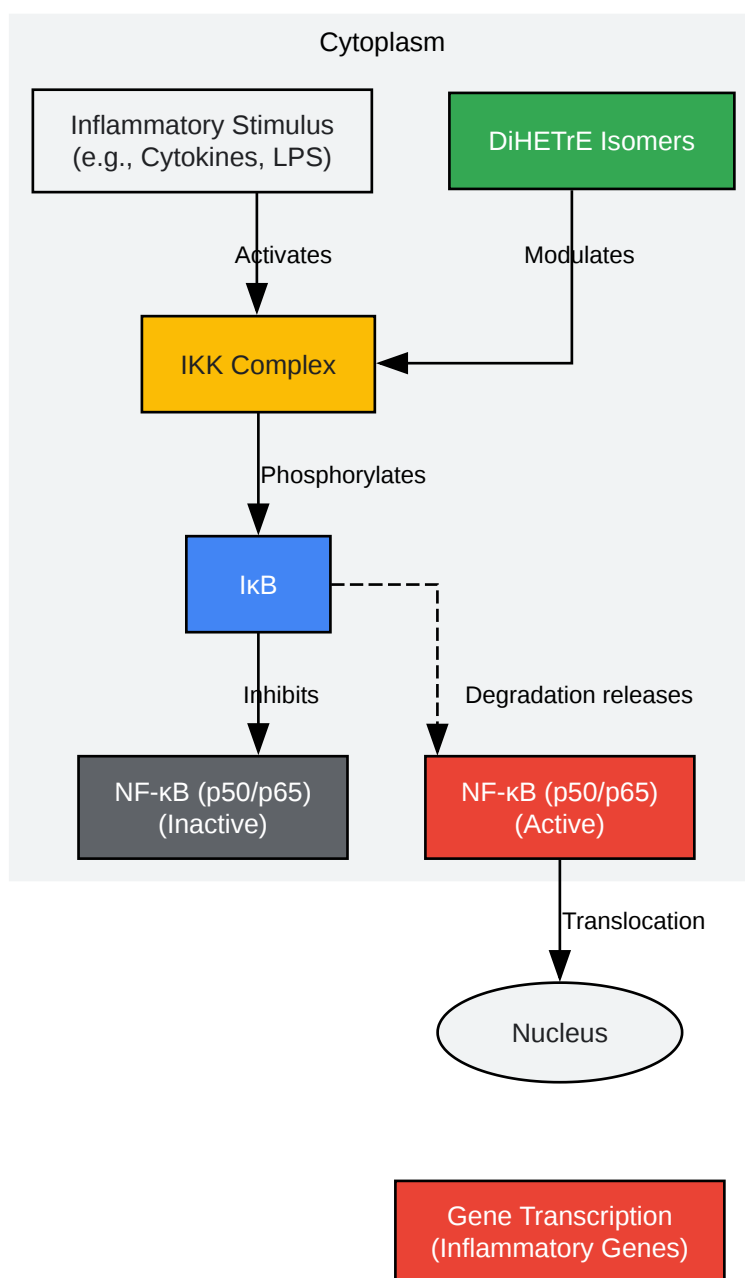 Cytoplasm
Inflammatory Stimulus
(e.g., Cytokines, LPS)
DiHETrE Isomers
Activates
Modulates
IKK Complex
Phosphorylates
IκB
Inhibits
Degradation releases
NF-κB (p50/p65)
(Inactive)
NF-κB (p50/p65)
(Active)
Translocation
Nucleus
Gene Transcription
(Inflammatory Genes)